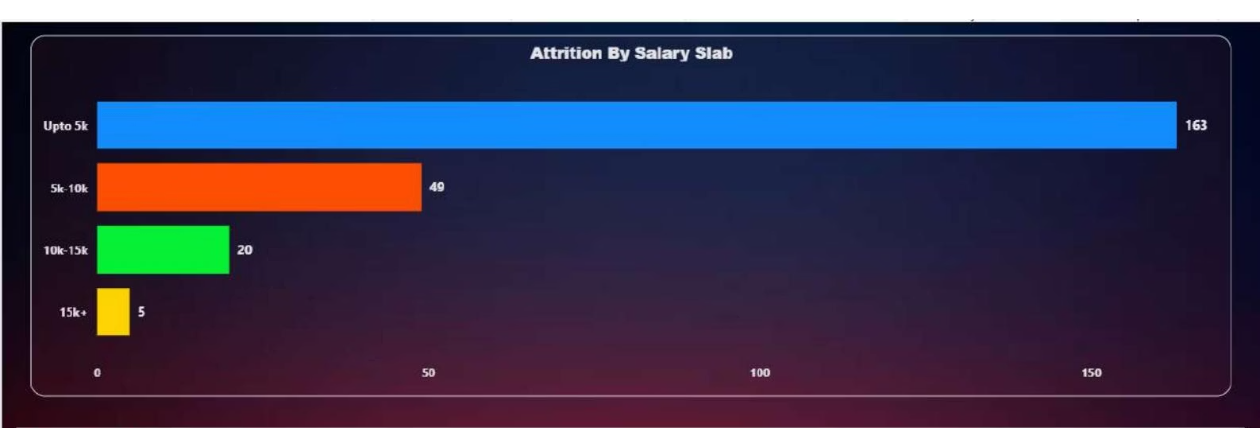 Attrition By Salary Slab
Upto 5k 163
5k-10k 49
10k-15k 20
15k+ 5
0 50 100 150